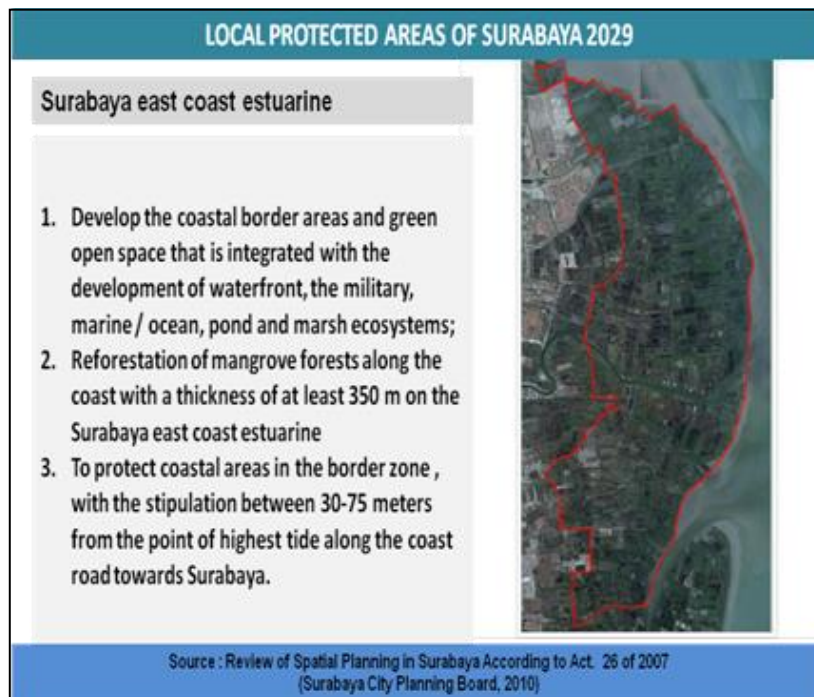 LOCAL PROTECTED AREAS OF SURABAYA 2029
Surabaya east coast estuarine
1. Develop the coastal border areas and green
open space that is integrated with the
development of waterfront, the military,
marine / ocean, pond and marsh ecosystems;
2. Reforestation of mangrove forests along the
coast with a thickness of at least 350 m on the
Surabaya east coast estuarine
3. To protect coastal areas in the border zone ,
with the stipulation between 30-75 meters
from the point of highest tide along the coast
road towards Surabaya.
Source : Review of Spatial Planning in Surabaya According to Act. 26 of 2007
(Surabaya City Planning Board, 2010)